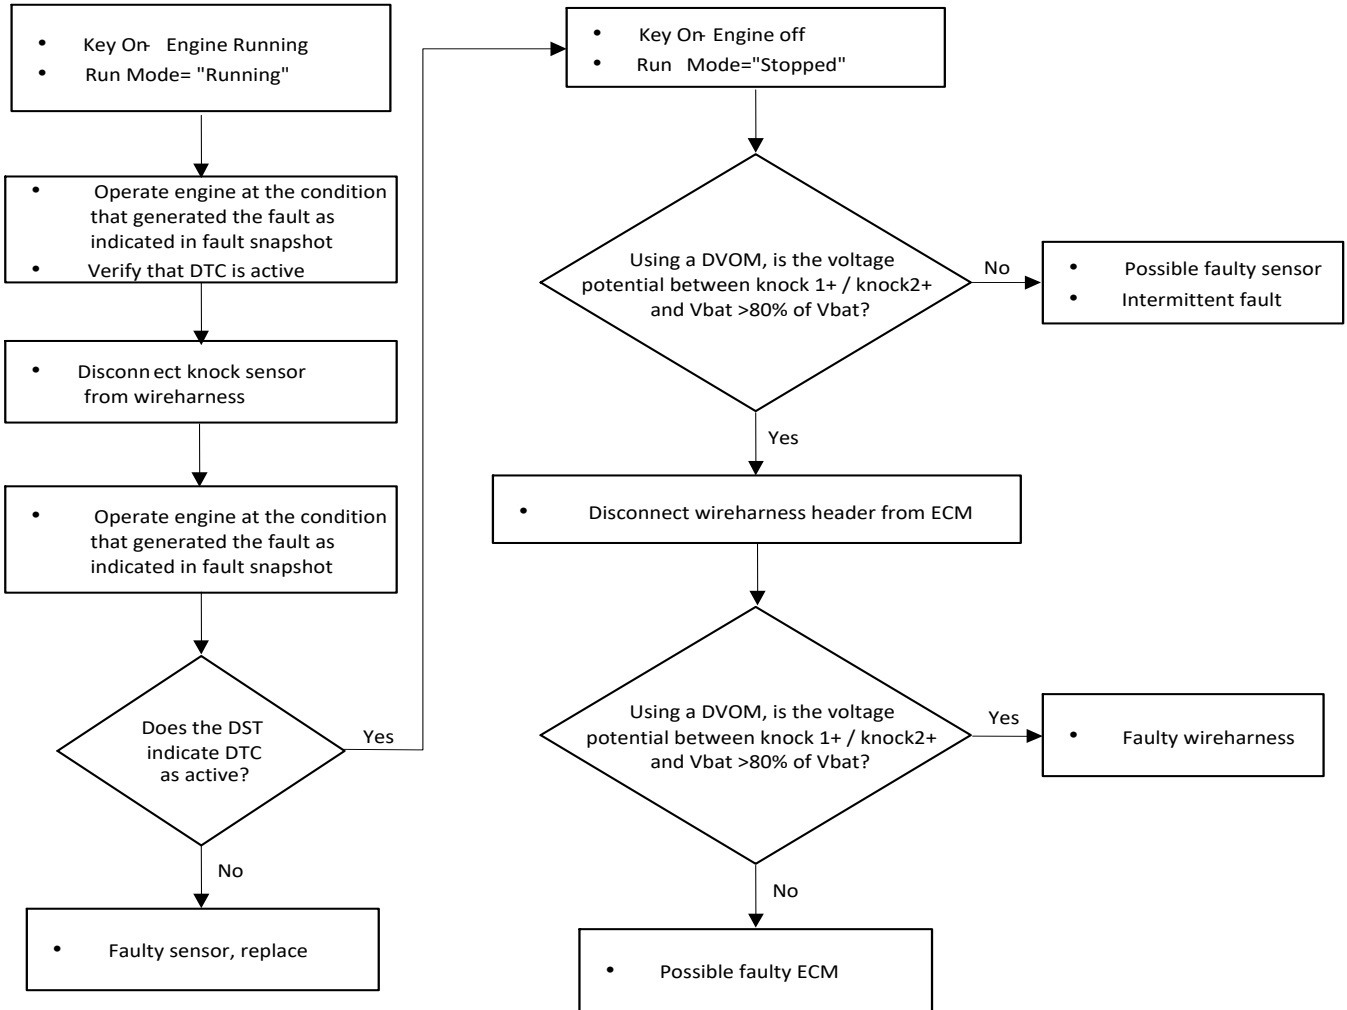 • Key On- Engine Running
• Run Mode= "Running"
• Operate engine at the condition
that generated the fault as
indicated in fault snapshot
• Verify that DTC is active
• Disconn ect knock sensor
from wireharness
• Operate engine at the condition
that generated the fault as
indicated in fault snapshot
Does the DST
indicate DTC
as active?
Yes
No
• Faulty sensor, replace
• Key On- Engine off
• Run Mode="Stopped"
Using a DVOM, is the voltage
potential between knock 1+ / knock2+
and Vbat >80% of Vbat?
No
• Possible faulty sensor
• Intermittent fault
Yes
• Disconnect wireharness header from ECM
Using a DVOM, is the voltage
potential between knock 1+ / knock2+
and Vbat >80% of Vbat?
Yes
• Faulty wireharness
No
• Possible faulty ECM